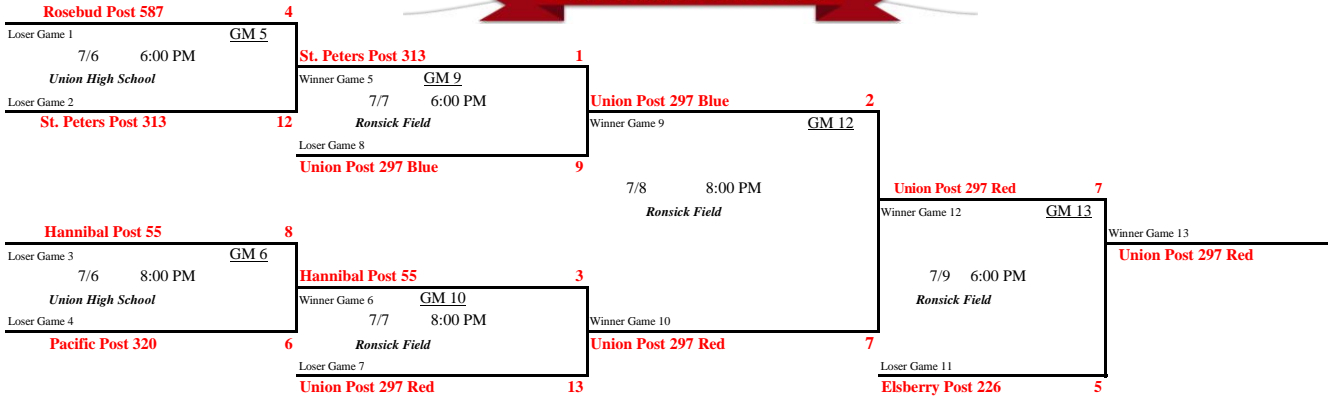 Rosebud Post 587 4
Loser Game 1 GM 5
7/6 6:00 PM
Union High School
Loser Game 2
St. Peters Post 313 12
St. Peters Post 313 1
Winner Game 5 GM 9
7/7 6:00 PM
Ronsick Field
Loser Game 8
Union Post 297 Blue 9
Union Post 297 Blue 2
Winner Game 9 GM 12
7/8 8:00 PM
Ronsick Field
Winner Game 10
Union Post 297 Red 7
Hannibal Post 55 8
Loser Game 3 GM 6
7/6 8:00 PM
Union High School
Loser Game 4
Pacific Post 320 6
Hannibal Post 55 3
Winner Game 6 GM 10
7/7 8:00 PM
Ronsick Field
Loser Game 7
Union Post 297 Red 13
Union Post 297 Red 7
Winner Game 12 GM 13
7/9 6:00 PM
Ronsick Field
Loser Game 11
Elsberry Post 226 5
Winner Game 13
Union Post 297 Red